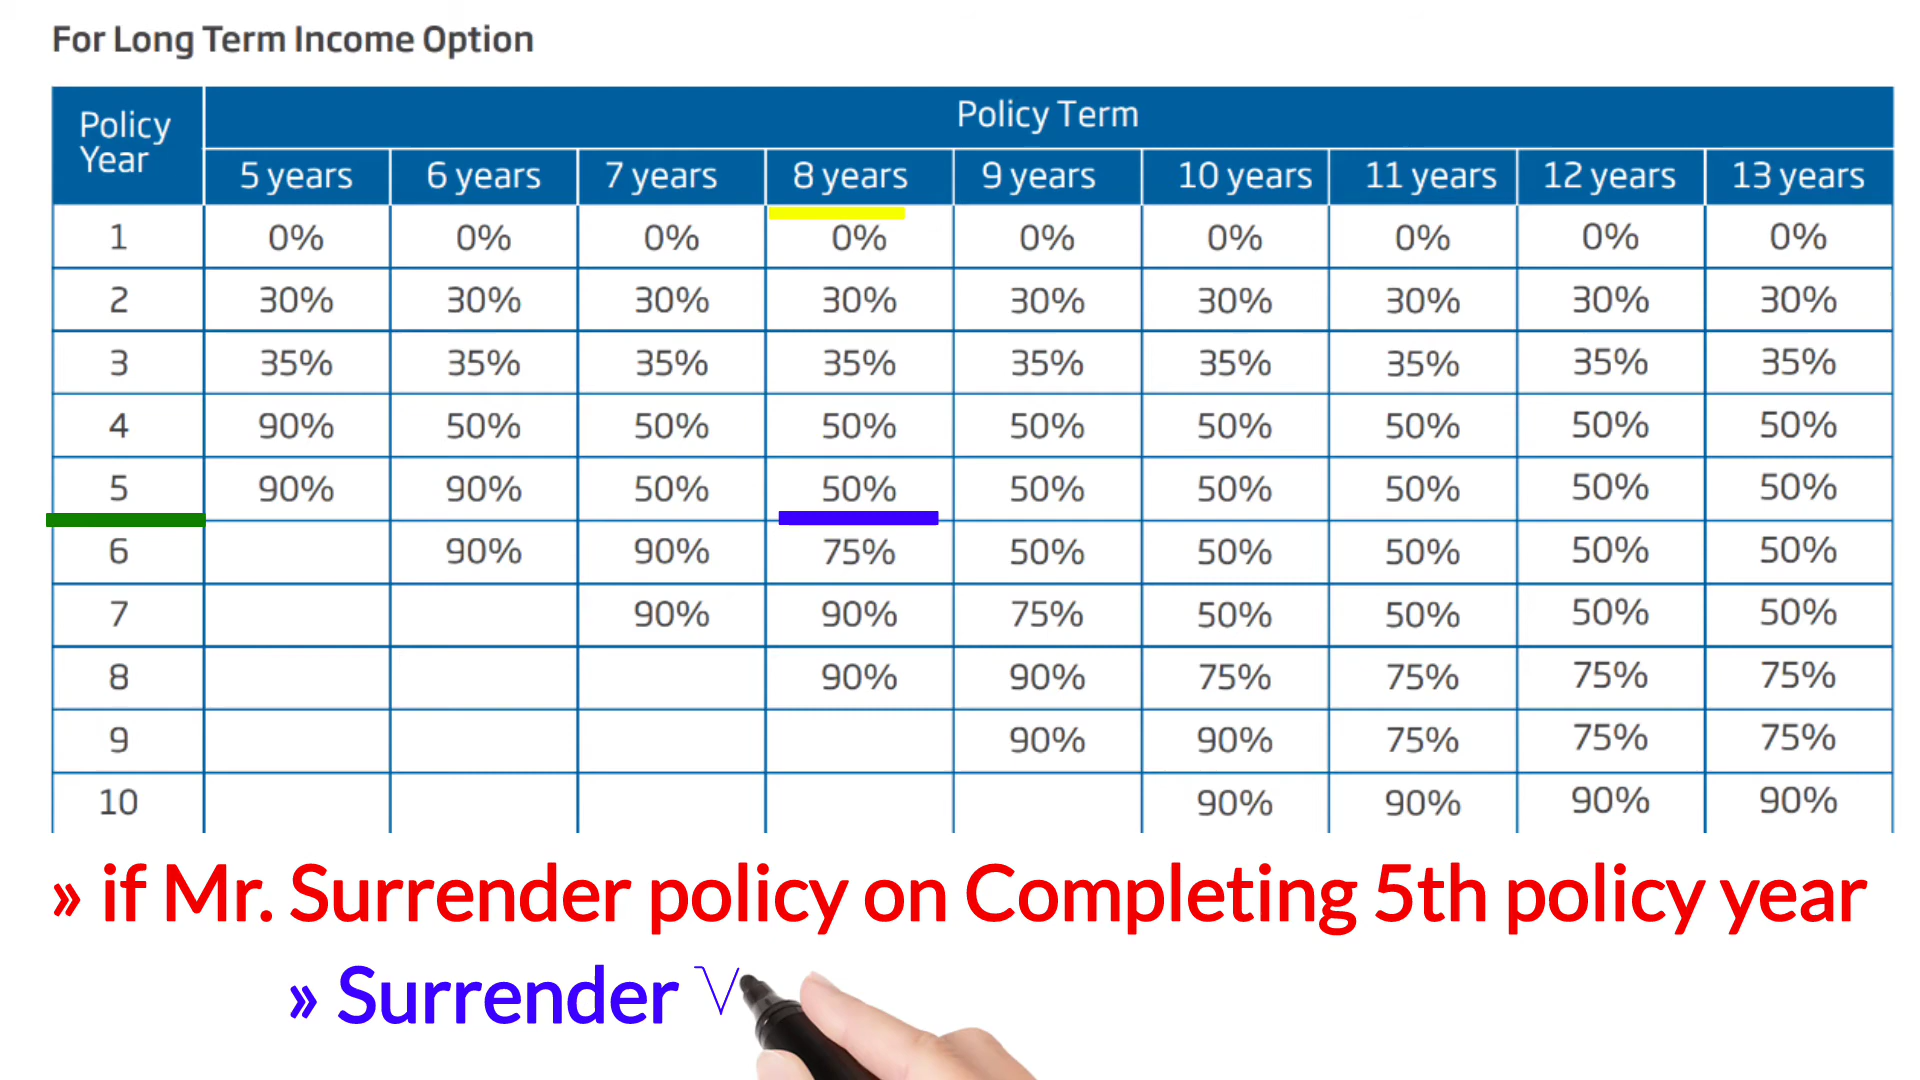 For Long Term Income Option
Policy Year
Policy Term
5 years 6 years 7 years 8 years 9 years 10 years 11 years 12 years 13 years
1 0% 0% 0% 0% 0% 0% 0% 0% 0%
2 30% 30% 30% 30% 30% 30% 30% 30% 30%
3 35% 35% 35% 35% 35% 35% 35% 35% 35%
4 90% 50% 50% 50% 50% 50% 50% 50% 50%
5 90% 90% 50% 50% 50% 50% 50% 50% 50%
6 90% 90% 75% 50% 50% 50% 50% 50%
7 90% 90% 75% 50% 50% 50% 50%
8 90% 90% 75% 75% 75% 75%
9 90% 90% 75% 75% 75%
10 90% 90% 90% 90%
» if Mr. Surrender policy on Completing 5th policy year
» Surrender V